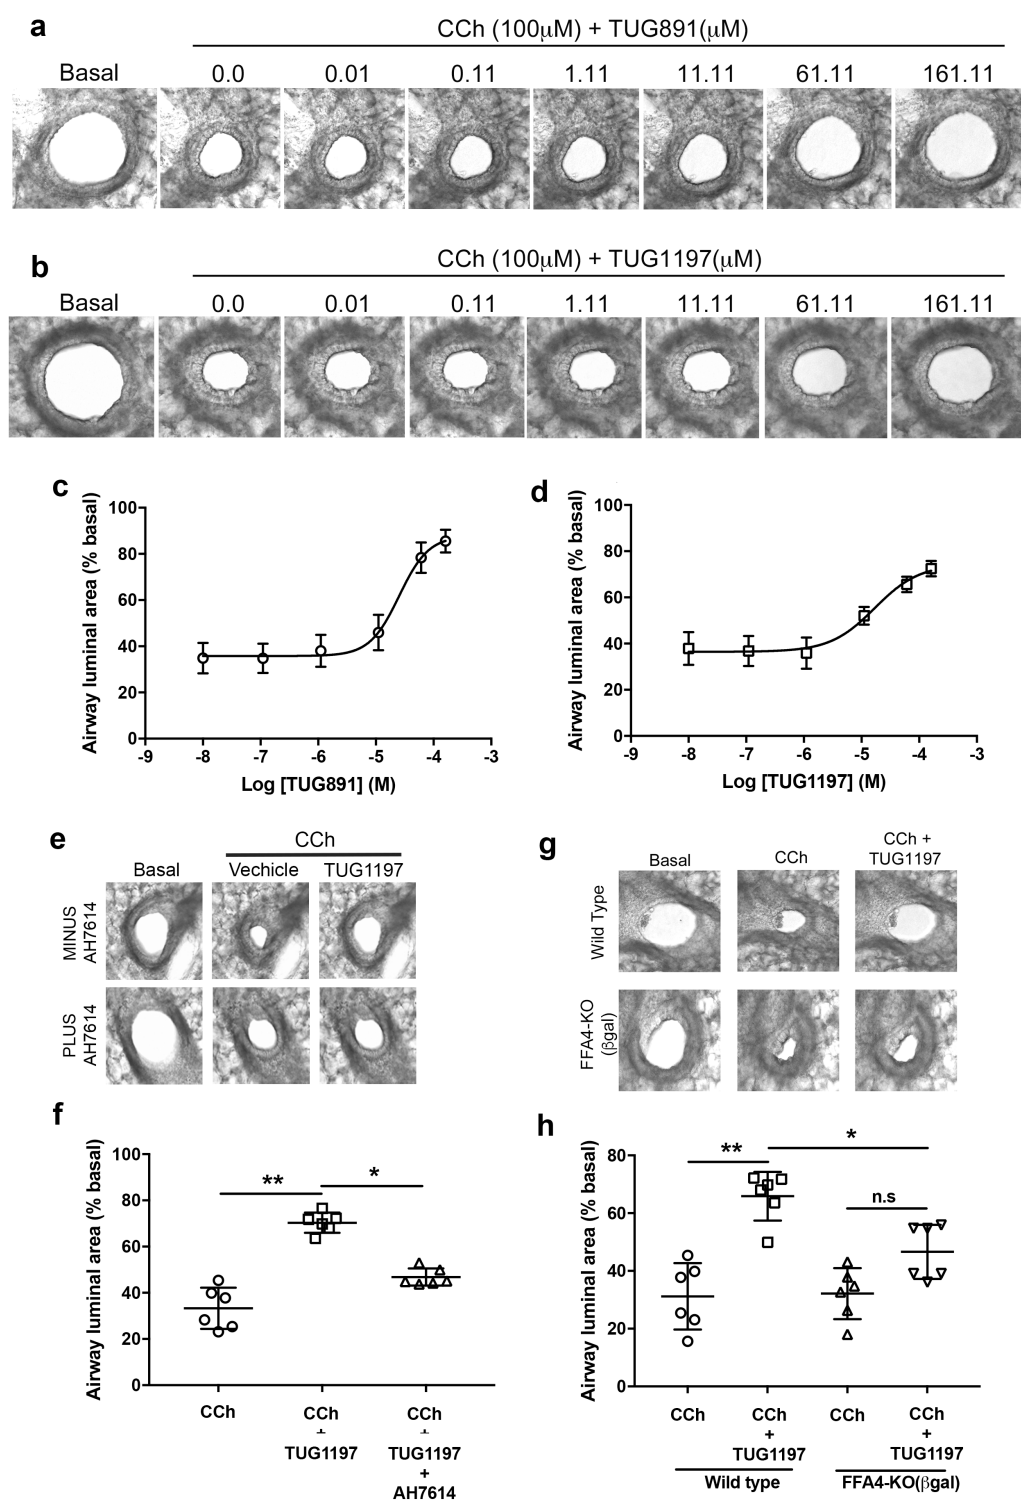 a
CCh (100μM) + TUG891(μM)
Basal 0.0 0.01 0.11 1.11 11.11 61.11 161.11
b
CCh (100μM) + TUG1197(μM)
Basal 0.0 0.01 0.11 1.11 11.11 61.11 161.11
c
Airway luminal area (% basal)
100
80
60
40
20
0
-9 -8 -7 -6 -5 -4 -3
Log [TUG891] (M)
d
Airway luminal area (% basal)
100
80
60
40
20
0
-9 -8 -7 -6 -5 -4 -3
Log [TUG1197] (M)
e
CCh
Basal Vechicle TUG1197
MINUS
AH7614
PLUS
AH7614
g
Basal CCh CCh +
TUG1197
Wild Type
FFA4-KO
(βgal)
f
Airway luminal area (% basal)
100
80
60
40
20
0
** *
CCh
CCh
+
TUG1197
CCh
+
TUG1197
+
AH7614
h
Airway luminal area (% basal)
80
60
40
20
0
** *
n.s
CCh
CCh
+
TUG1197
CCh
CCh
+
TUG1197
Wild type FFA4-KO(βgal)